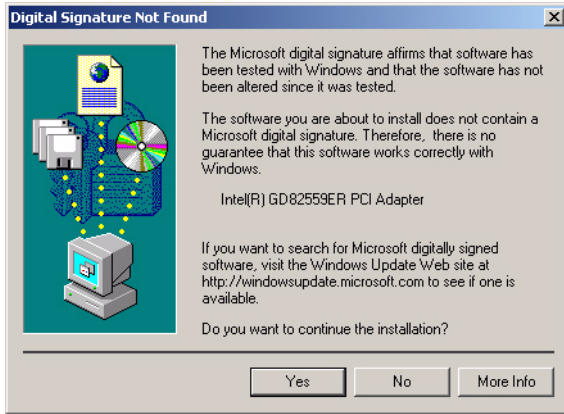 Digital Signature Not Found
The Microsoft digital signature affirms that software has
been tested with Windows and that the software has not
been altered since it was tested.
The software you are about to install does not contain a
Microsoft digital signature. Therefore, there is no
guarantee that this software works correctly with
Windows.
Intel(R) GD82559ER PCI Adapter
If you want to search for Microsoft digitally signed
software, visit the Windows Update Web site at
http://windowsupdate.microsoft.com to see if one is
available.
Do you want to continue the installation?
Yes No More Info